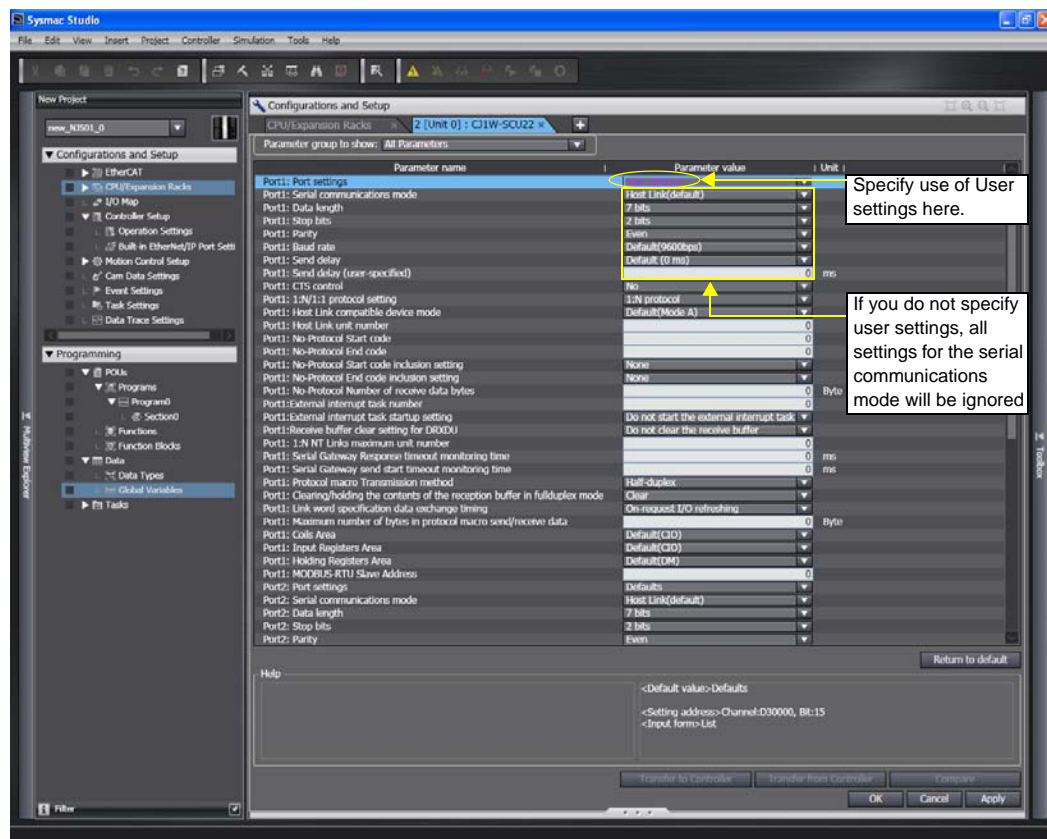 Sysmac Studio
File Edit View Insert Project Controller Simulation Tools Help
New Project
new_NJ501_0
Configurations and Setup
EtherCAT
CPU/Expansion Racks
I/O Map
Controller Setup
Operation Settings
Built-in EtherNet/IP Port Setti
Motion Control Setup
Cam Data Settings
Event Settings
Task Settings
Data Trace Settings
Programming
POUs
Programs
Program0
Section0
Functions
Function Blocks
Data
Data Types
Global Variables
Tasks
Filter
Multiview Explorer
Configurations and Setup
CPU/Expansion Racks 2 [Unit 0] : CJ1W-SCU22
Parameter group to show: All Parameters
Parameter name Parameter value Unit
Port1: Port settings
Port1: Serial communications mode Host Link(default)
Port1: Data length 7 bits
Port1: Stop bits 2 bits
Port1: Parity Even
Port1: Baud rate Default(9600bps)
Port1: Send delay Default (0 ms)
Port1: Send delay (user-specified) 0 ms
Port1: CTS control No
Port1: 1:N/1:1 protocol setting 1:N protocol
Port1: Host Link compatible device mode Default(Mode A)
Port1: Host Link unit number 0
Port1: No-Protocol Start code 0
Port1: No-Protocol End code 0
Port1: No-Protocol Start code inclusion setting None
Port1: No-Protocol End code inclusion setting None
Port1: No-Protocol Number of receive data bytes 0 Byte
Port1:External interrupt task number 0
Port1:External interrupt task startup setting Do not start the external interrupt task
Port1:Receive buffer clear setting for DRXDU Do not clear the receive buffer
Port1: 1:N NT Links maximum unit number 0
Port1: Serial Gateway Response timeout monitoring time 0 ms
Port1: Serial Gateway send start timeout monitoring time 0 ms
Port1: Protocol macro Transmission method Half-duplex
Port1: Clearing/holding the contents of the reception buffer in fullduplex mode Clear
Port1: Link word specification data exchange timing On-request I/O refreshing
Port1: Maximum number of bytes in protocol macro send/receive data 0 Byte
Port1: Coils Area Default(CIO)
Port1: Input Registers Area Default(CIO)
Port1: Holding Registers Area Default(DM)
Port1: MODBUS-RTU Slave Address 0
Port2: Port settings Defaults
Port2: Serial communications mode Host Link(default)
Port2: Data length 7 bits
Port2: Stop bits 2 bits
Port2: Parity Even
Specify use of User
settings here.
If you do not specify
user settings, all
settings for the serial
communications
mode will be ignored
Return to default
Help
<Default value>Defaults
<Setting address>Channel:D30000, Bit:15
<Input form>List
Transfer to Controller Transfer from Controller Compare
OK Cancel Apply
Toolbox